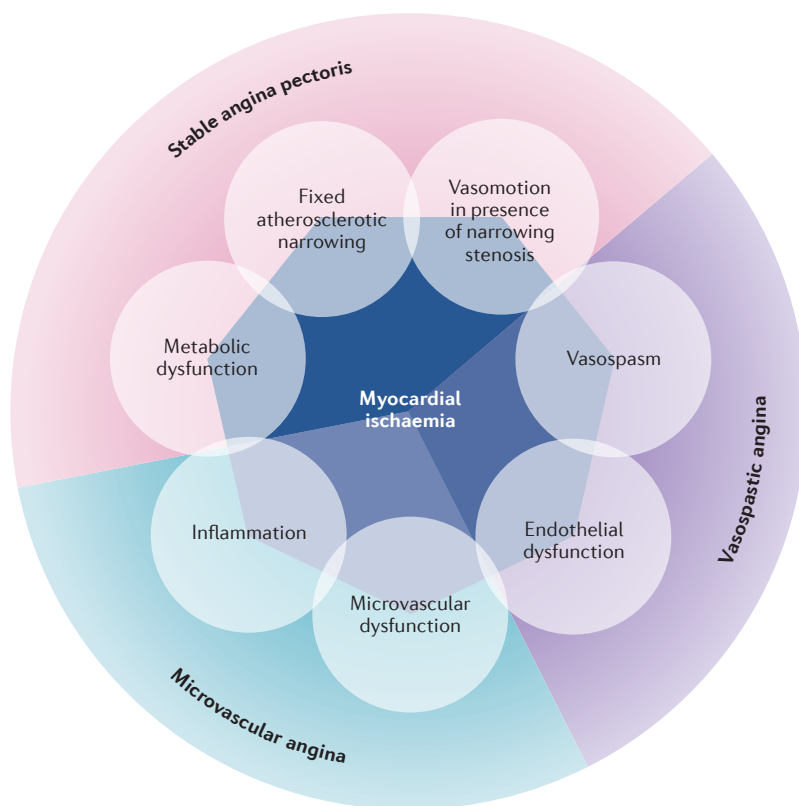 Stable angina pectoris
Fixed
atherosclerotic
narrowing
Vasomotion
in presence
of narrowing
stenosis
Metabolic
dysfunction
Vasospasm
Myocardial
ischaemia
Vasospastic angina
Inflammation
Endothelial
dysfunction
Microvascular
dysfunction
Microvascular angina